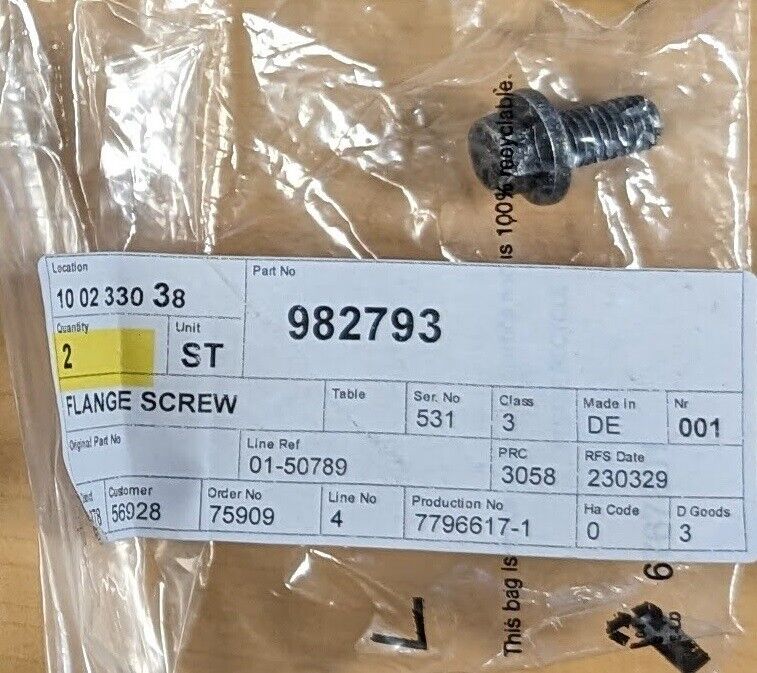 Location
10 02 330 38
Part No
982793
Quantity
2
Unit
ST
FLANGE SCREW
Table
Ser. No
531
Class
3
Made in
DE
Nr
001
Original Part No
Line Ref
01-50789
PRC
3058
RFS Date
230329
Customer
56928
Order No
75909
Line No
4
Production No
7796617-1
Ha Code
0
D Goods
3
This bag is
is 100% recyclable.
L
6